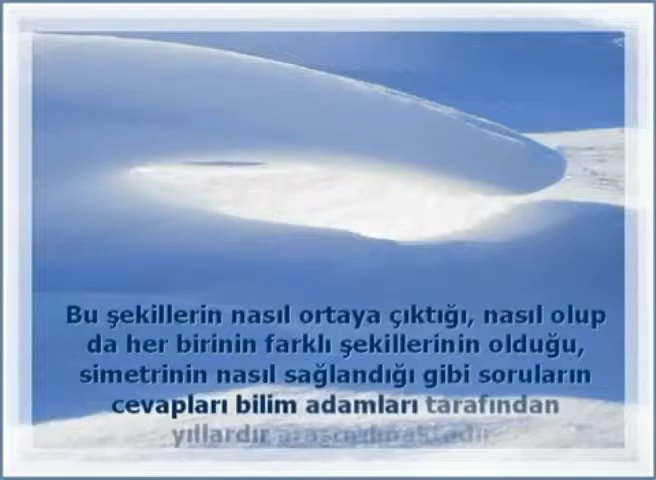 Bu şekillerin nasıl ortaya çıktığı, nasıl olup
da her birinin farklı şekillerinin olduğu,
simetrinin nasıl sağlandığı gibi soruların
cevapları bilim adamları tarafından
yıllardır